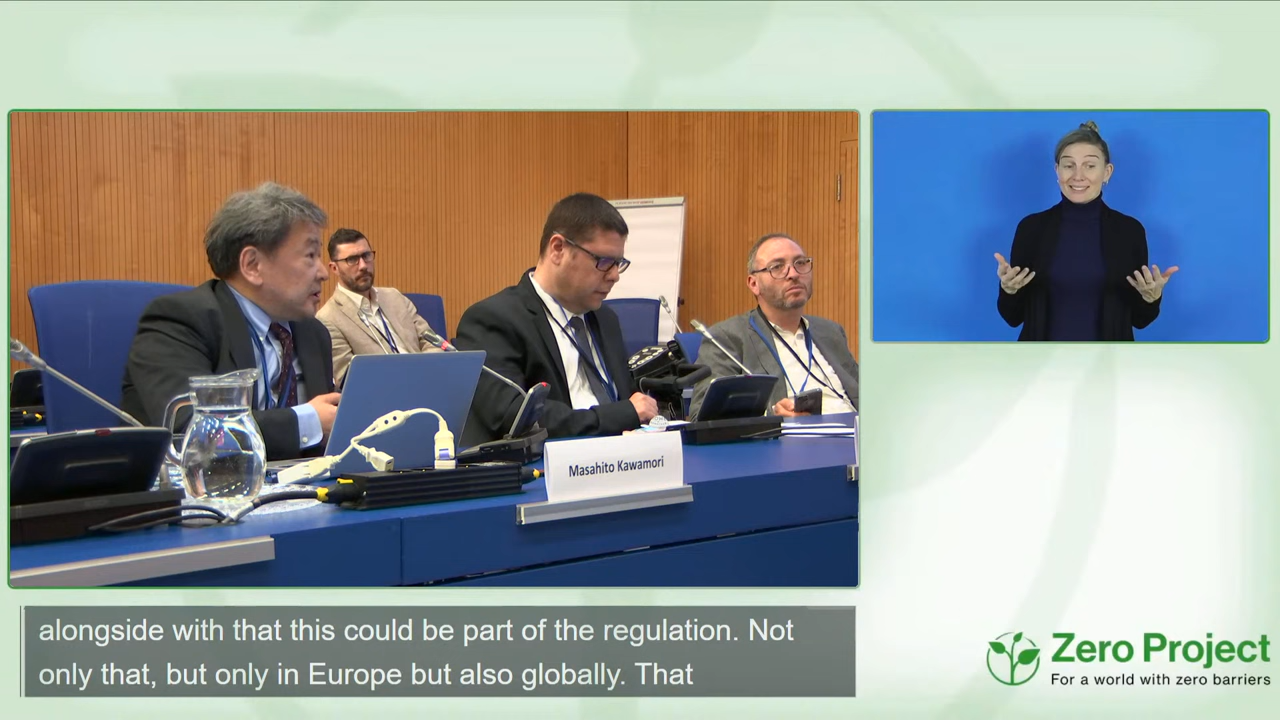 Masahito Kawamori
alongside with that this could be part of the regulation. Not
only that, but only in Europe but also globally. That
Zero Project
For a world with zero barriers